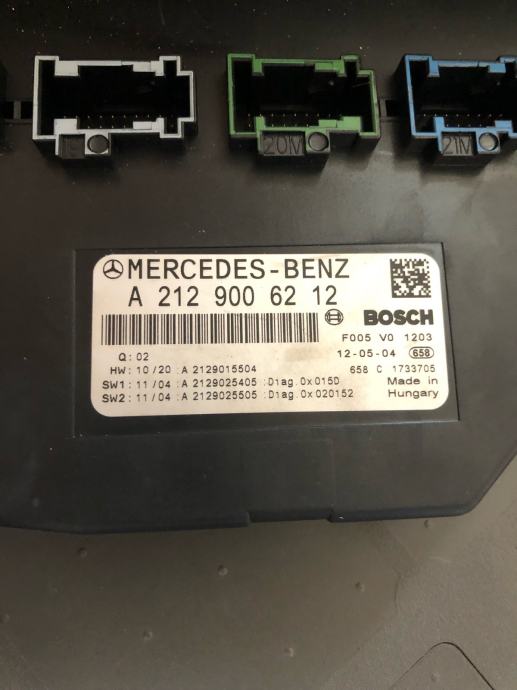 20M
21M
MERCEDES-BENZ
A 212 900 62 12
BOSCH
F005 V0 1203
Q: 02
12-05-04 658
HW: 10/20 :A 2129015504
658 C 1733705
SW1: 11/04 :A 2129025405 :Diag.0x015D
Made in
SW2: 11/04 :A 2129025505 :Diag.0x020152
Hungary